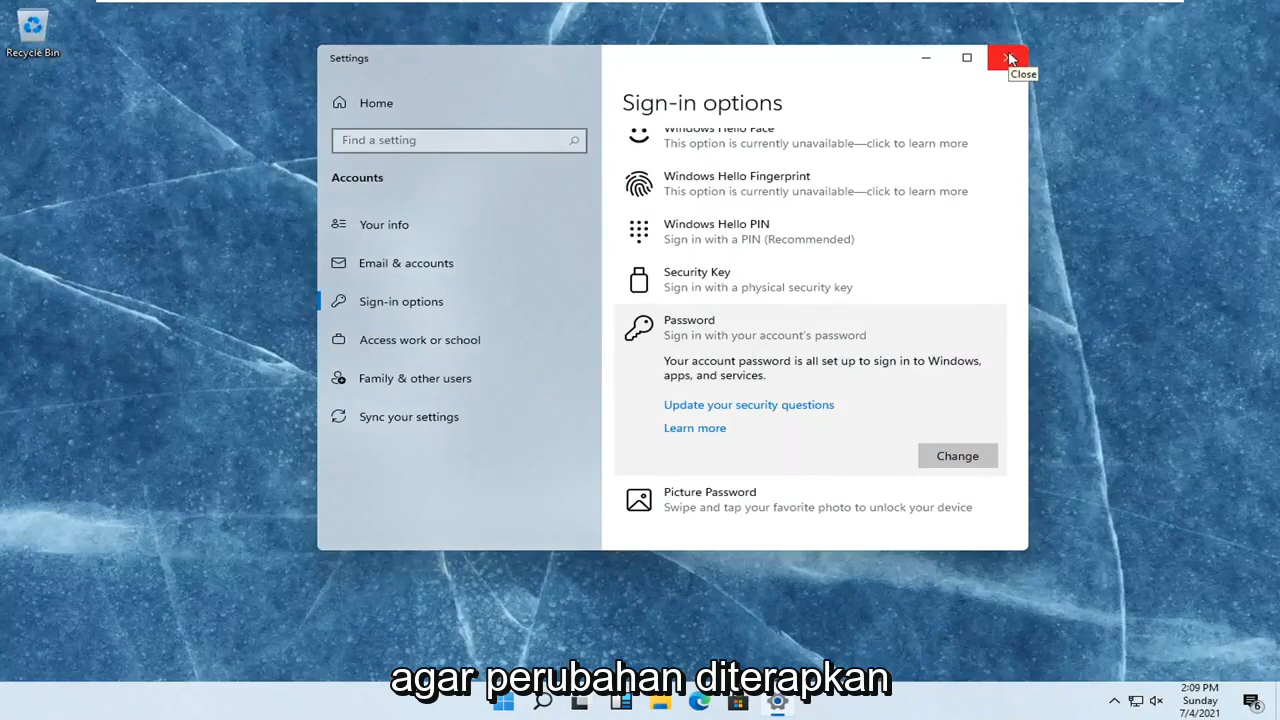 Recycle Bin
Settings
Close
Home
Find a setting
Accounts
Your info
Email & accounts
Sign-in options
Access work or school
Family & other users
Sync your settings
Sign-in options
Windows Hello Face
This option is currently unavailable—click to learn more
Windows Hello Fingerprint
This option is currently unavailable—click to learn more
Windows Hello PIN
Sign in with a PIN (Recommended)
Security Key
Sign in with a physical security key
Password
Sign in with your account's password
Your account password is all set up to sign in to Windows,
apps, and services.
Update your security questions
Learn more
Change
Picture Password
Swipe and tap your favorite photo to unlock your device
agar perubahan diterapkan
2:09 PM
Sunday
7/4/2021
6